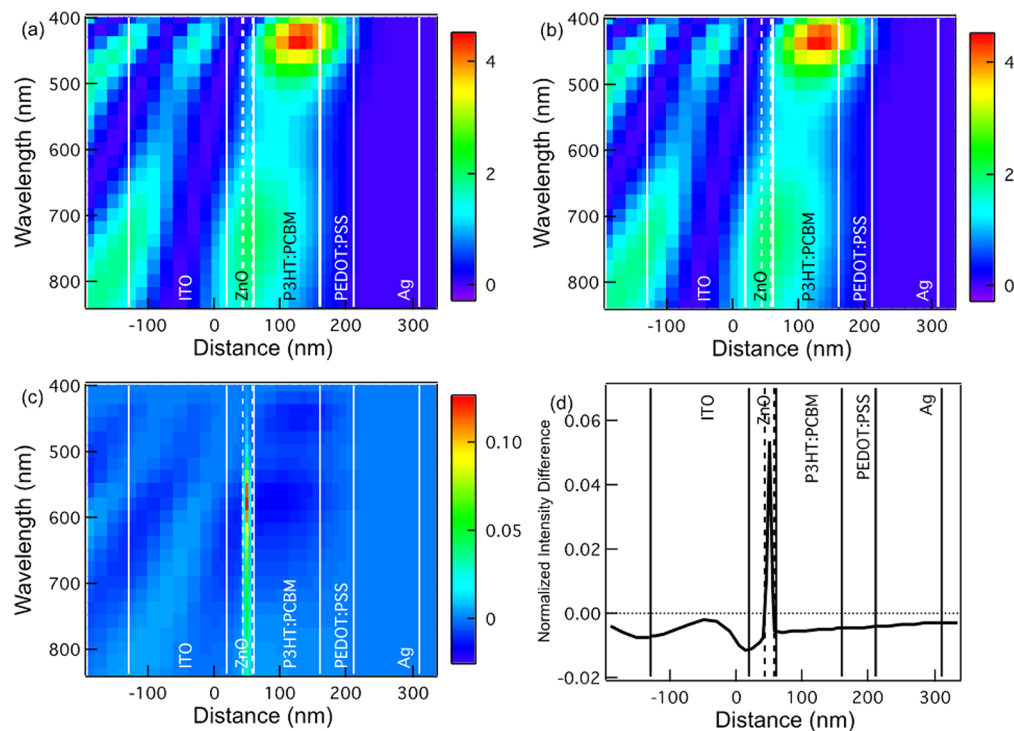 (a)
400
500
600
700
800
Wavelength (nm)
ITO
ZnO
P3HT:PCBM
PEDOT:PSS
Ag
-100
0
100
200
300
Distance (nm)
4
2
0
(b)
400
500
600
700
800
Wavelength (nm)
ITO
ZnO
P3HT:PCBM
PEDOT:PSS
Ag
-100
0
100
200
300
Distance (nm)
4
2
0
(c)
400
500
600
700
800
Wavelength (nm)
ITO
ZnO
P3HT:PCBM
PEDOT:PSS
Ag
-100
0
100
200
300
Distance (nm)
0.10
0.05
0
(d)
0.06
0.04
0.02
0.00
-0.02
Normalized Intensity Difference
ITO
ZnO
P3HT:PCBM
PEDOT:PSS
Ag
-100
0
100
200
300
Distance (nm)